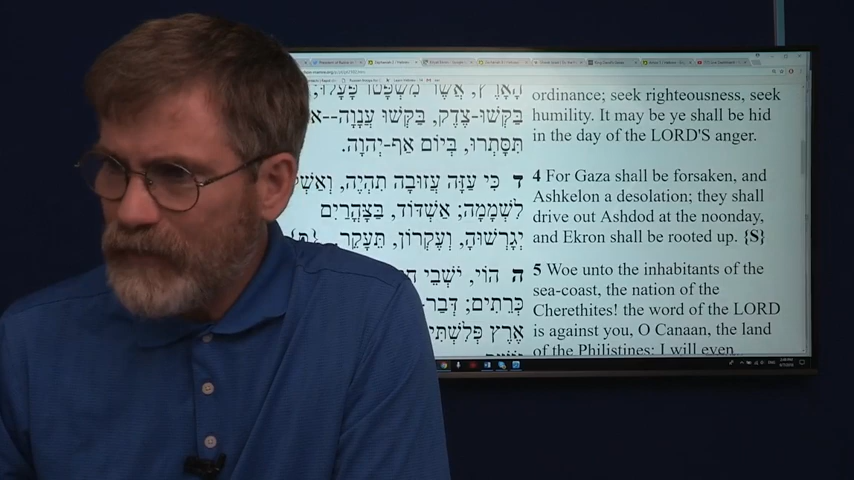 הָאָרֶץ, אֲשֶׁר מִשְׁפָּטוֹ פָּעָלוּ;
בַּקְּשׁוּ-צֶדֶק, בַּקְּשׁוּ עֲנָוָה--
תִּסָּתְרוּ, בְּיוֹם אַף-יְהוָה.
ד כִּי עַזָּה עֲזוּבָה תִהְיֶה,
לִשְׁמָמָה; אַשְׁדּוֹד, בַּצָּהֳרַיִם
יְגָרְשׁוּהָ, וְעֶקְרוֹן, תֵּעָקֵר.
ה הוֹי, יֹשְׁבֵי
כְּרֵתִים; דְּבַר-
אֶרֶץ פְּלִשְׁתִּי
ordinance; seek righteousness, seek
humility. It may be ye shall be hid
in the day of the LORD'S anger.
4 For Gaza shall be forsaken, and
Ashkelon a desolation; they shall
drive out Ashdod at the noonday,
and Ekron shall be rooted up. {S}
5 Woe unto the inhabitants of the
sea-coast, the nation of the
Cherethites! the word of the LORD
is against you, O Canaan, the land
of the Philistines: I will even